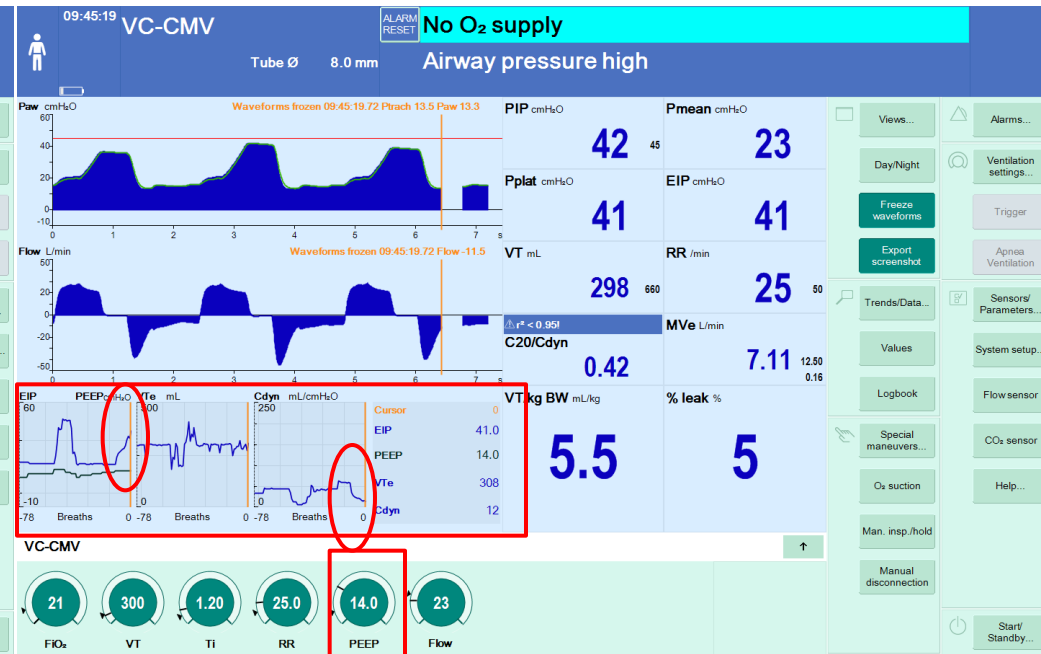 09:45:19 VC-CMV ALARM RESET No O₂ supply
Tube Ø 8.0 mm Airway pressure high
Paw cmH₂O Waveforms frozen 09:45:19.72 Ptrach 13.5 Paw 13.3
60
40
20
0
-10
0 1 2 3 4 5 6 7 s
Flow L/min Waveforms frozen 09:45:19.72 Flow -11.5
50
20
0
-20
-50
0 1 2 3 4 5 6 7 s
PIP cmH₂O
42 45
Pmean cmH₂O
23
Pplat cmH₂O
41
EIP cmH₂O
41
VT mL
298 660
RR /min
25 50
⚠ r² < 0.95!
C20/Cdyn
0.42
MVe L/min
7.11 12.50
0.16
VT/kg BW mL/kg
5.5
% leak %
5
EIP PEEP cmH₂O
60
-10
-78 Breaths 0
VTe mL
500
0
-78 Breaths 0
Cdyn mL/cmH₂O
250
0
-78 Breaths 0
Cursor 0
EIP 41.0
PEEP 14.0
VTe 308
Cdyn 12
VC-CMV ↑
21 300 1.20 25.0 14.0 23
FiO₂ VT Ti RR PEEP Flow
Views...
Day/Night
Freeze
waveforms
Export
screenshot
Trends/Data...
Values
Logbook
Special
maneuvers...
O₂ suction
Man. insp./hold
Manual
disconnection
Alarms...
Ventilation
settings...
Trigger
Apnea
Ventilation
Sensors/
Parameters...
System setup..
Flow sensor
CO₂ sensor
Help...
Start/
Standby...